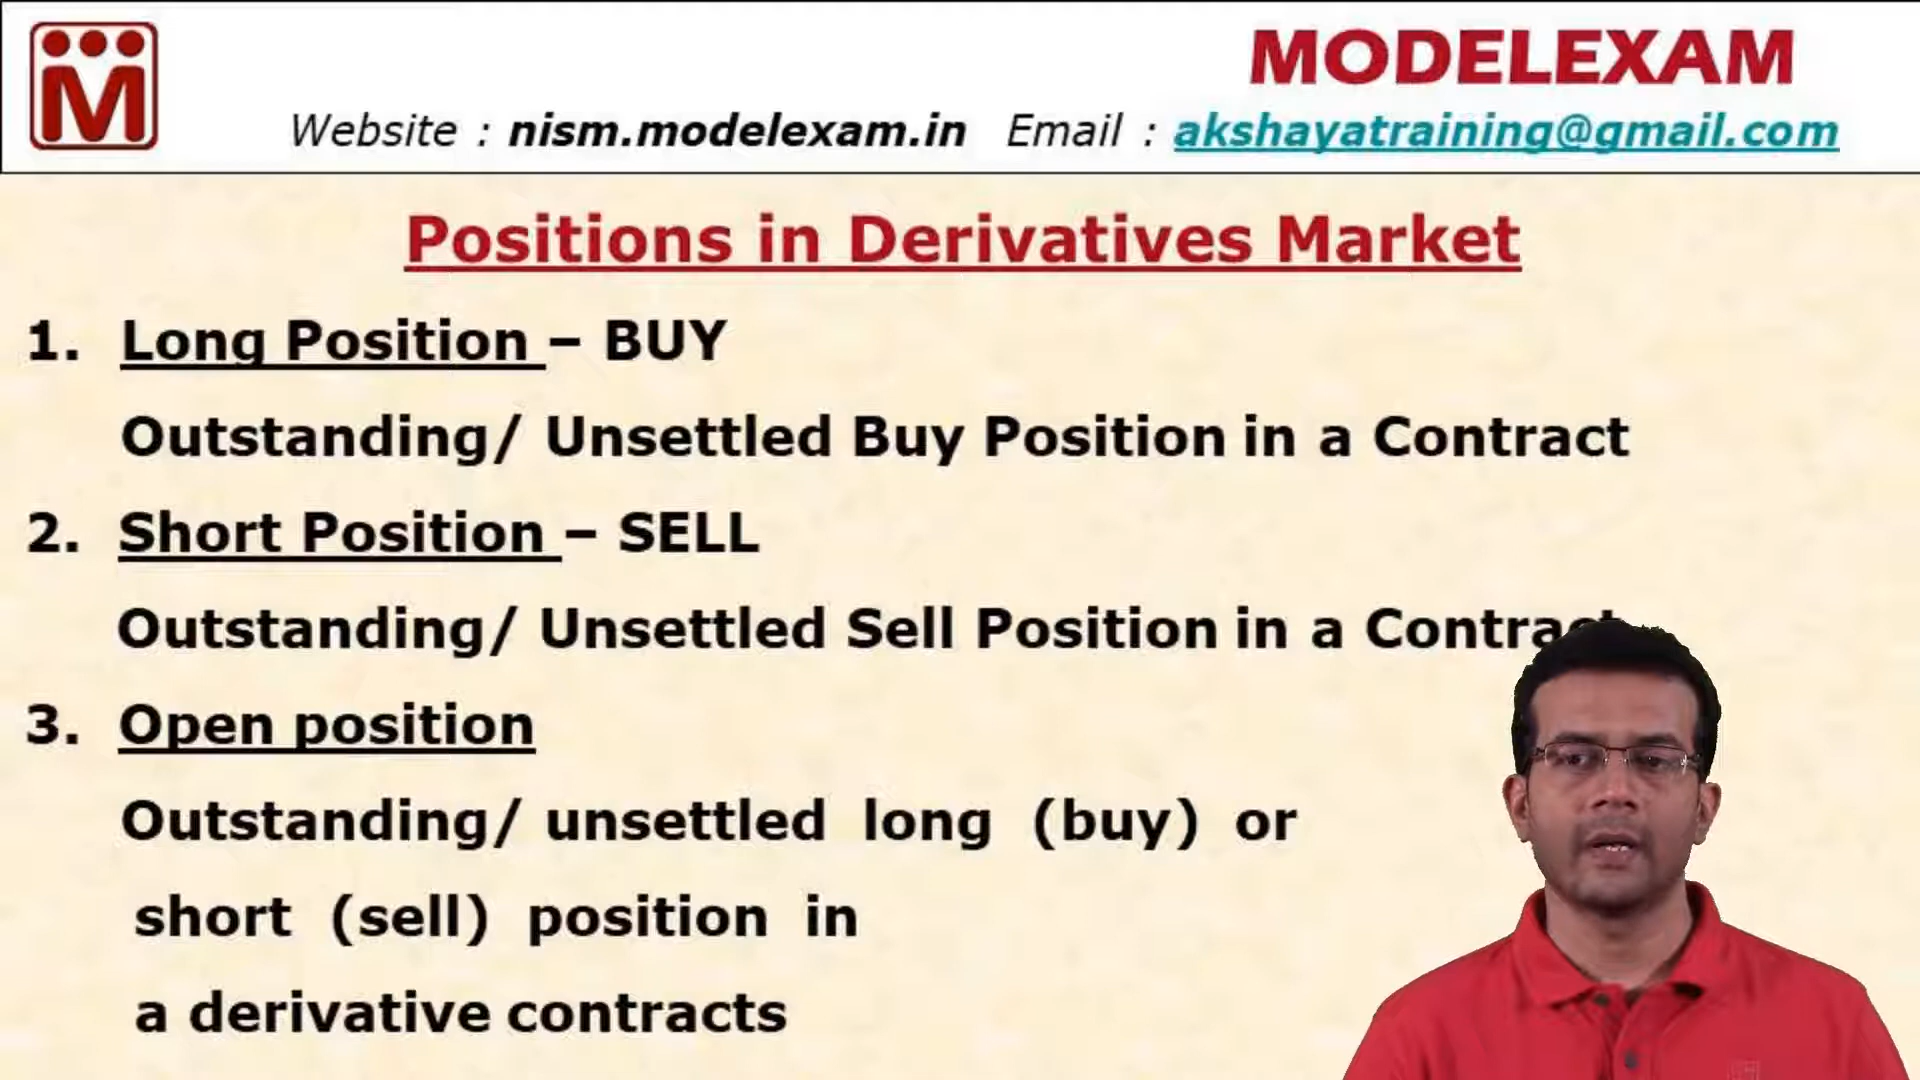 MODELEXAM
M
Website : nism.modelexam.in Email : akshayatraining@gmail.com
Positions in Derivatives Market
1. Long Position – BUY
Outstanding/ Unsettled Buy Position in a Contract
2. Short Position – SELL
Outstanding/ Unsettled Sell Position in a Contract
3. Open position
Outstanding/ unsettled long (buy) or
short (sell) position in
a derivative contracts